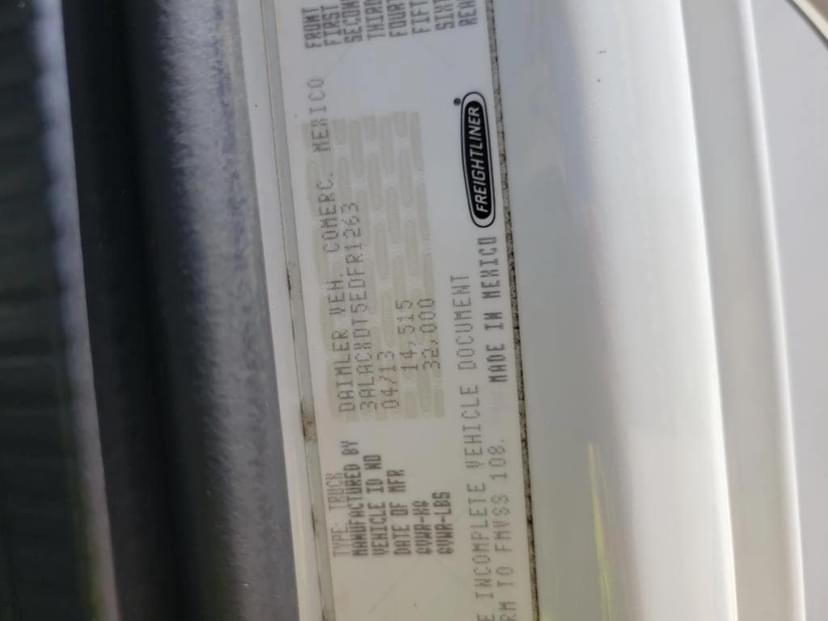 TYPE: TRUCK
MANUFACTURED BY DAIMLER VEH. COMERC. MEXICO
VEHICLE ID NO 3ALACXDT5EDFR1263
DATE OF MFR 04/13
GVWR-KG 14,515
GVWR-LBS 32,000
FRONT
FIRST
SECON
THIRD
FOURT
FIFT
SIXT
REA
E INCOMPLETE VEHICLE DOCUMENT
RM TO FMVSS 108.
MADE IN MEXICO
FREIGHTLINER